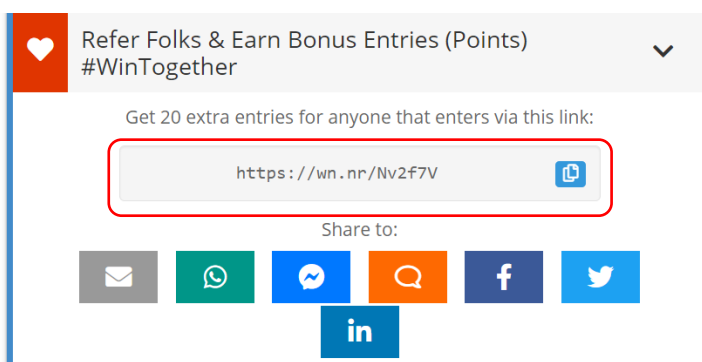 Refer Folks & Earn Bonus Entries (Points)
#WinTogether
Get 20 extra entries for anyone that enters via this link:
https://wn.nr/Nv2f7V
Share to:
f
in